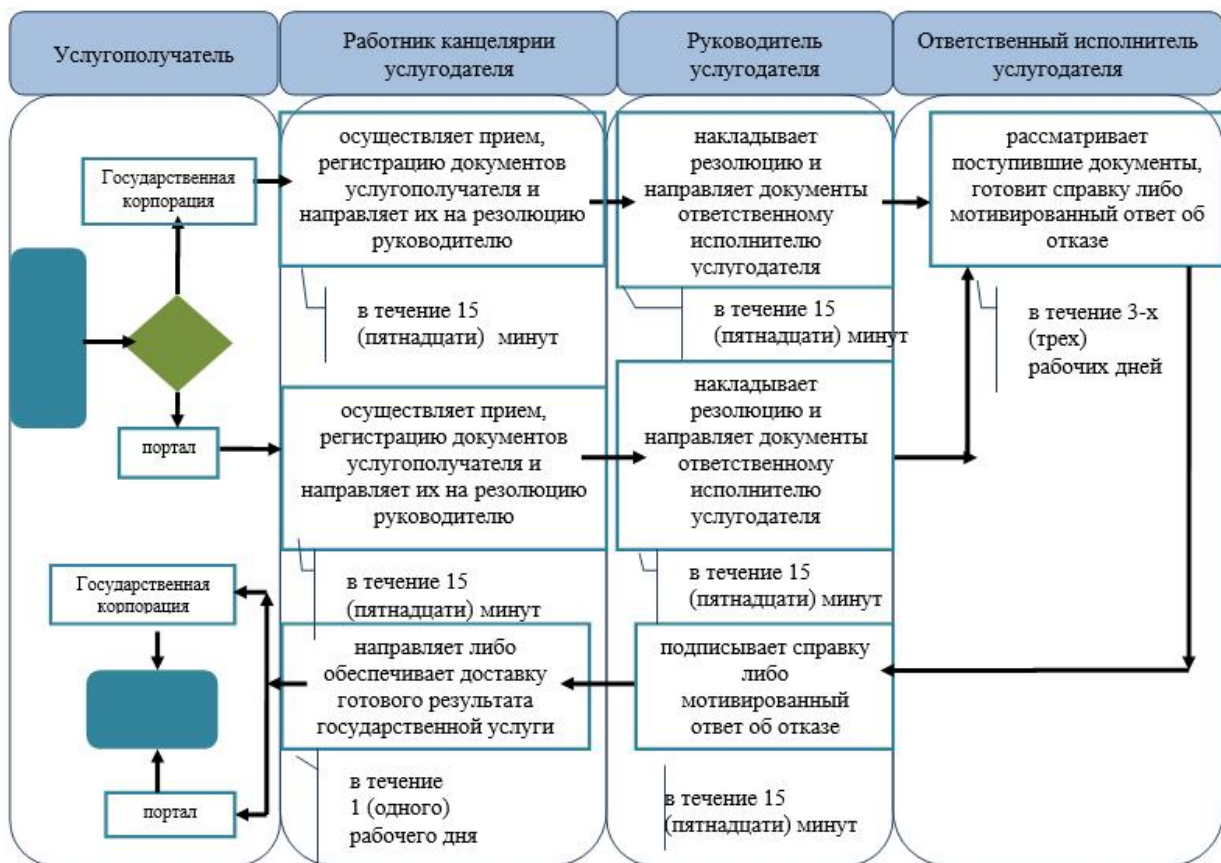 Услугополучатель
Работник канцелярии
услугодателя
Руководитель
услугодателя
Ответственный исполнитель
услугодателя
Государственная
корпорация
осуществляет прием,
регистрацию документов
услугополучателя и
направляет их на резолюцию
руководителю
накладывает
резолюцию и
направляет документы
ответственному
исполнителю
услугодателя
рассматривает
поступившие документы,
готовит справку либо
мотивированный ответ об
отказе
в течение 15
(пятнадцати) минут
в течение 15
(пятнадцати) минут
в течение 3-х
(трех)
рабочих дней
портал
осуществляет прием,
регистрацию документов
услугополучателя и
направляет их на резолюцию
руководителю
накладывает
резолюцию и
направляет документы
ответственному
исполнителю
услугодателя
в течение 15
(пятнадцати) минут
в течение 15
(пятнадцати) минут
Государственная
корпорация
направляет либо
обеспечивает доставку
готового результата
государственной услуги
подписывает справку
либо
мотивированный
ответ об отказе
портал
в течение
1 (одного)
рабочего дня
в течение 15
(пятнадцати) минут